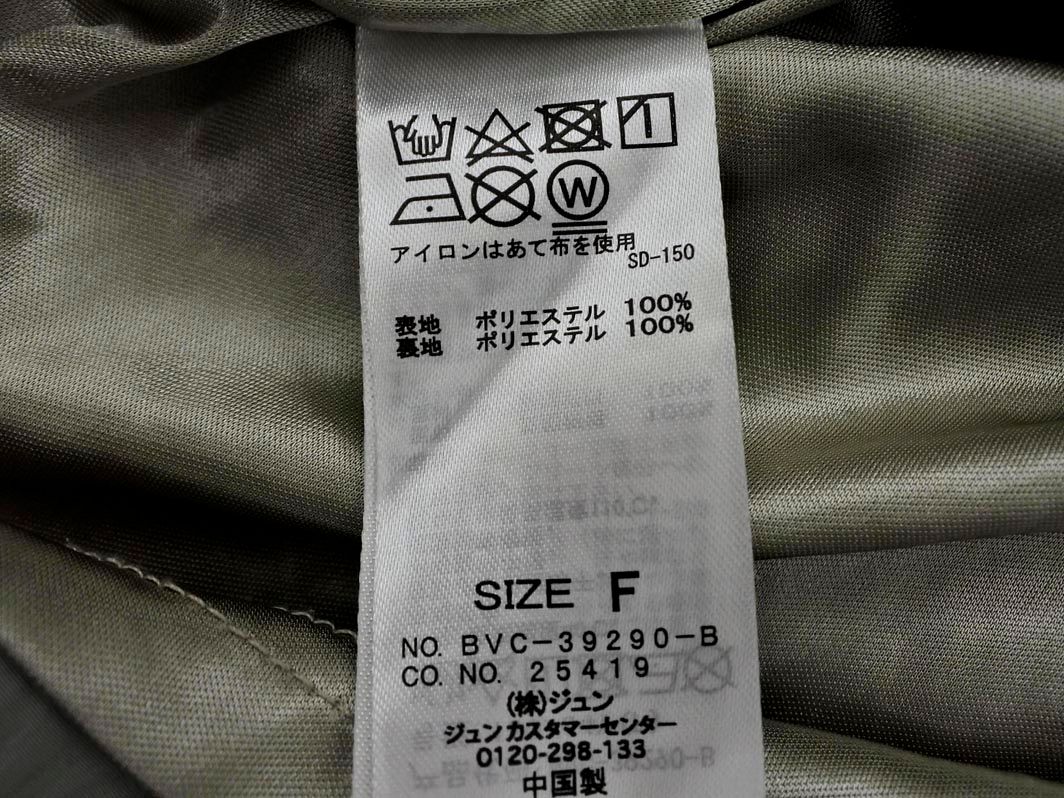 W
アイロンはあて布を使用
SD-150
表地 ポリエステル 100%
裏地 ポリエステル 100%
SIZE F
NO. BVC-39290-B
CO. NO. 25419
(株)ジュン
ジュンカスタマーセンター
0120-298-133
中国製